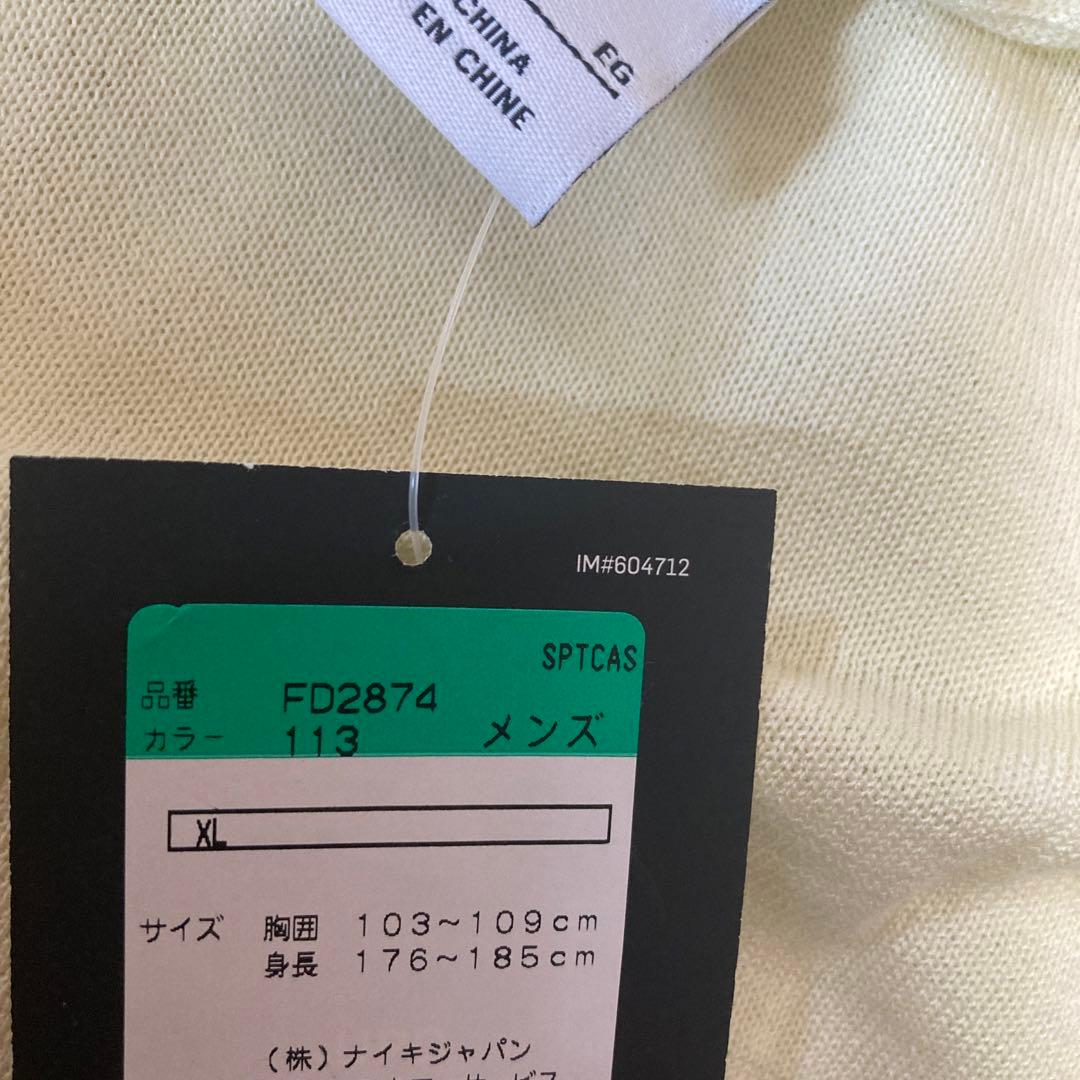 EG
CHINA
EN CHINE
IM#604712
SPTCAS
品番 FD2874
カラー 113 メンズ
XL
サイズ 胸囲 103~109cm
身長 176~185cm
(株)ナイキジャパン